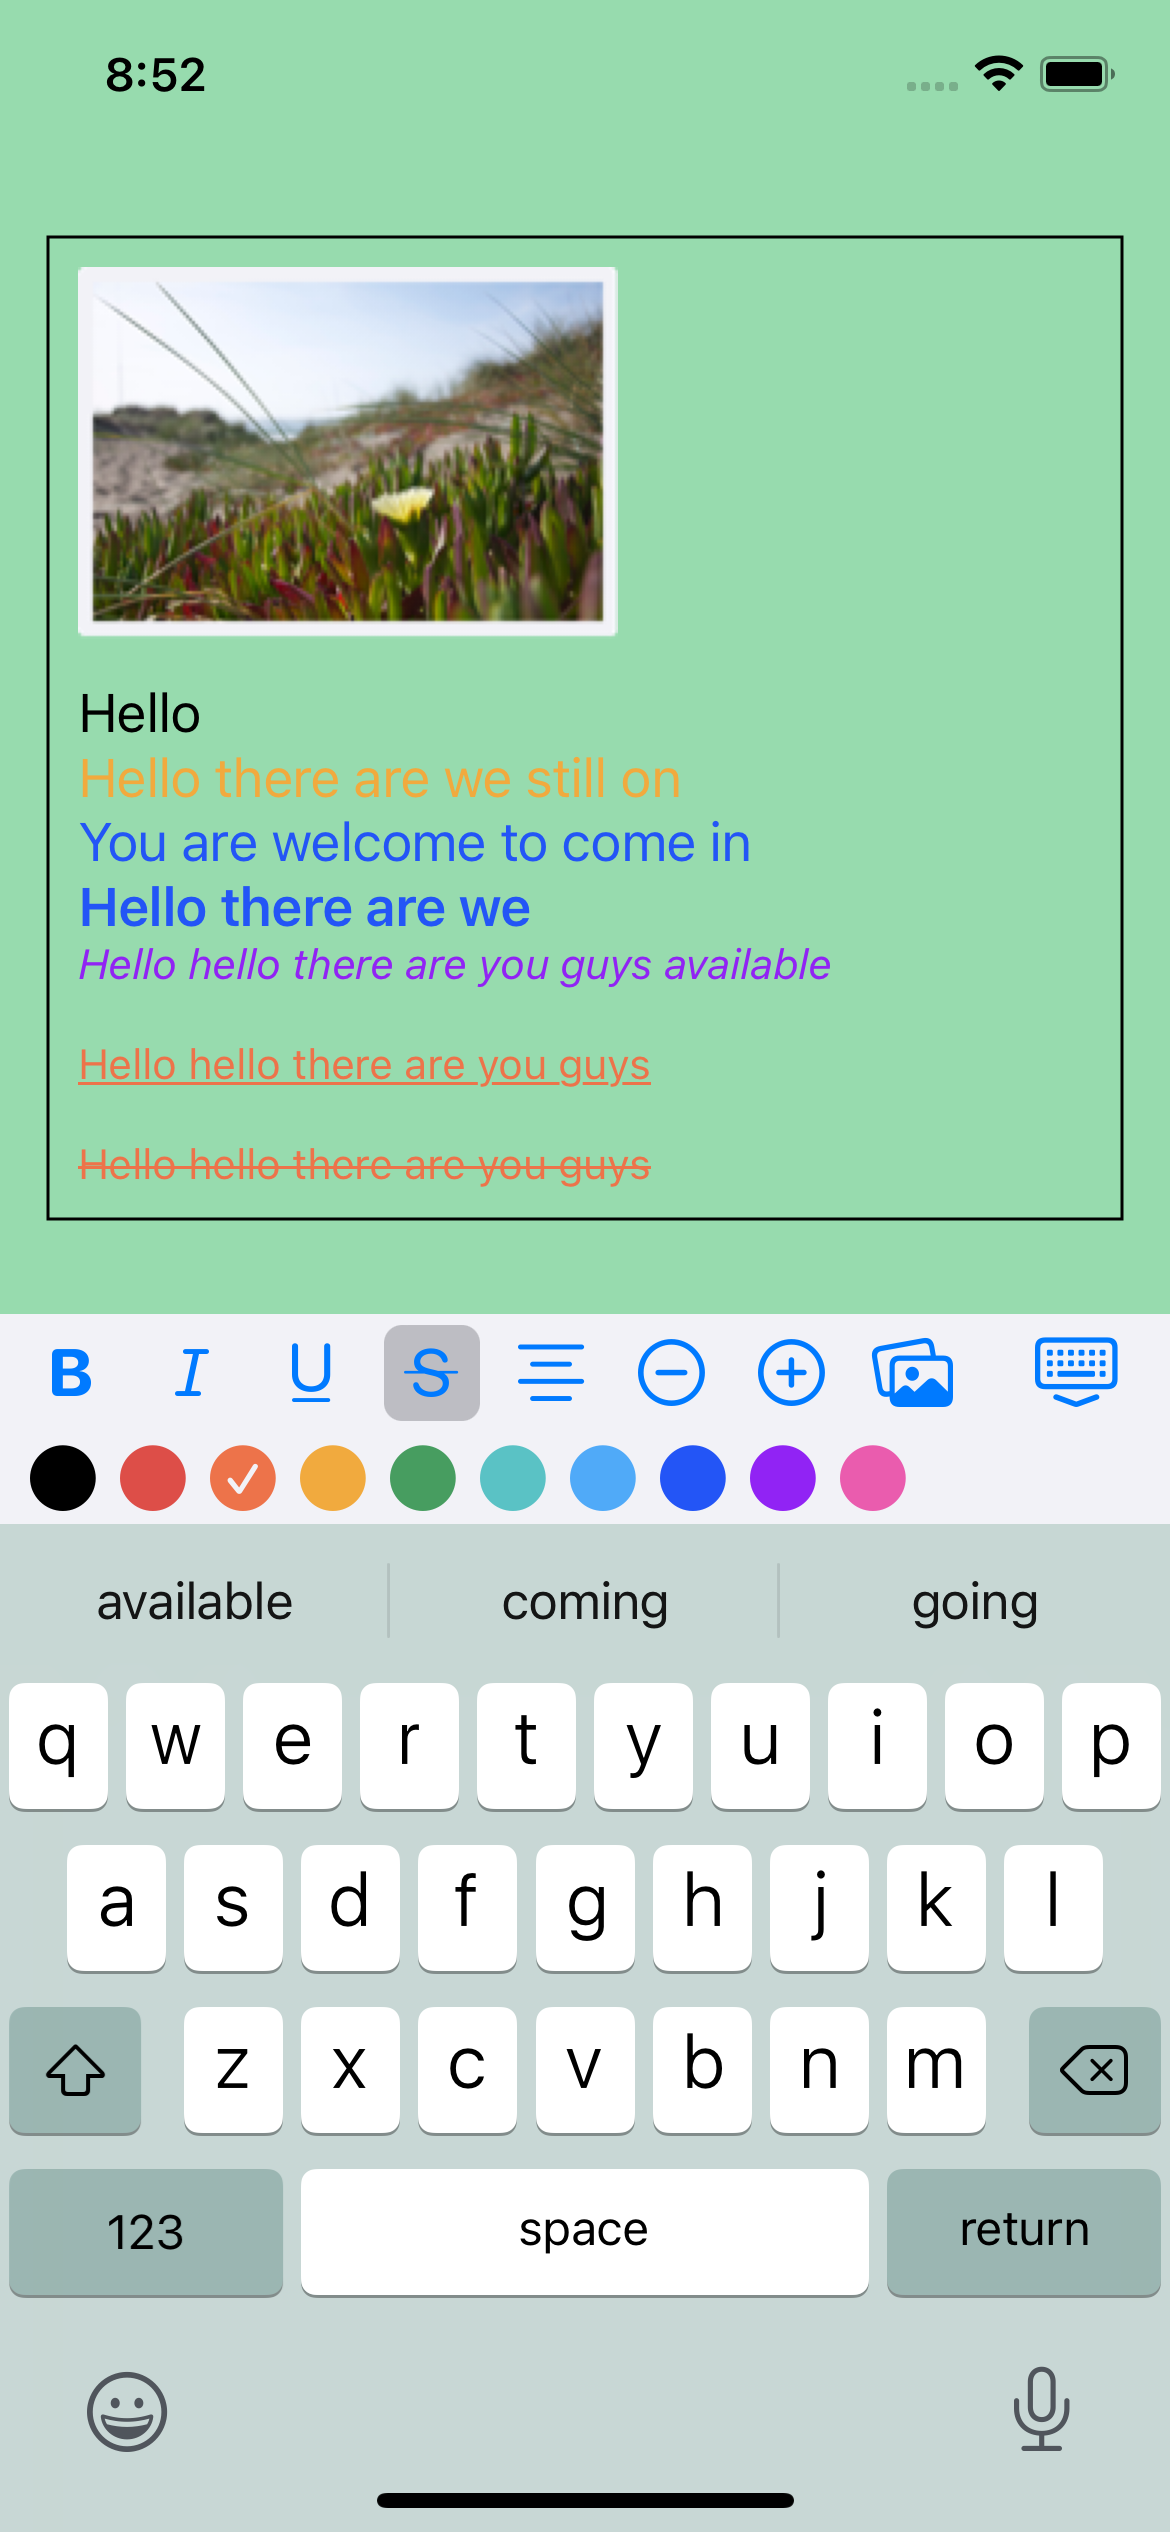 8:52
Hello
Hello there are we still on
You are welcome to come in
Hello there are we
Hello hello there are you guys available
Hello hello there are you guys
Hello hello there are you guys
B I U S
available coming going
q w e r t y u i o p
a s d f g h j k l
z x c v b n m
123 space return